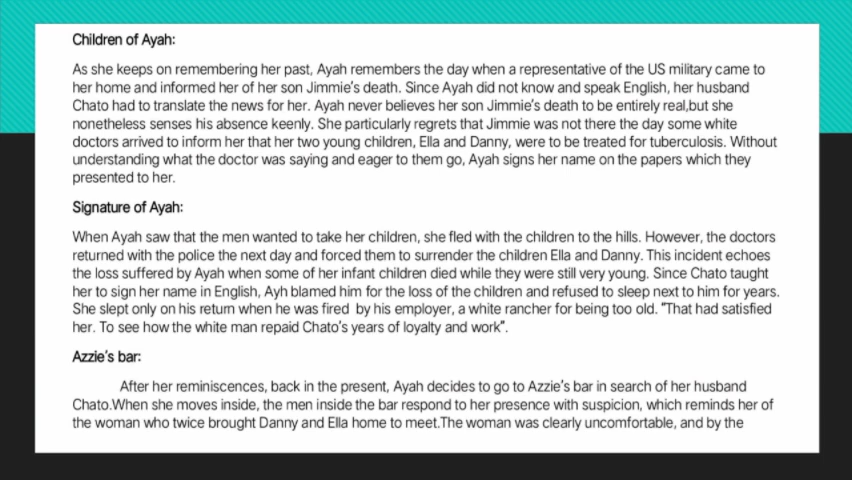 Children of Ayah:
As she keeps on remembering her past, Ayah remembers the day when a representative of the US military came to
her home and informed her of her son Jimmie's death. Since Ayah did not know and speak English, her husband
Chato had to translate the news for her. Ayah never believes her son Jimmie's death to be entirely real,but she
nonetheless senses his absence keenly. She particularly regrets that Jimmie was not there the day some white
doctors arrived to inform her that her two young children, Ella and Danny, were to be treated for tuberculosis. Without
understanding what the doctor was saying and eager to them go, Ayah signs her name on the papers which they
presented to her.
Signature of Ayah:
When Ayah saw that the men wanted to take her children, she fled with the children to the hills. However, the doctors
returned with the police the next day and forced them to surrender the children Ella and Danny. This incident echoes
the loss suffered by Ayah when some of her infant children died while they were still very young. Since Chato taught
her to sign her name in English, Ayh blamed him for the loss of the children and refused to sleep next to him for years.
She slept only on his return when he was fired by his employer, a white rancher for being too old. "That had satisfied
her. To see how the white man repaid Chato's years of loyalty and work".
Azzie's bar:
After her reminiscences, back in the present, Ayah decides to go to Azzie's bar in search of her husband
Chato.When she moves inside, the men inside the bar respond to her presence with suspicion, which reminds her of
the woman who twice brought Danny and Ella home to meet.The woman was clearly uncomfortable, and by the